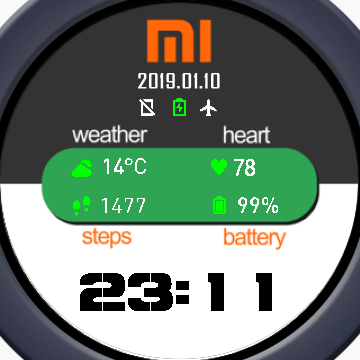 mi
2019.01.10
weather heart
14°C 78
1477 99%
steps battery
23:11